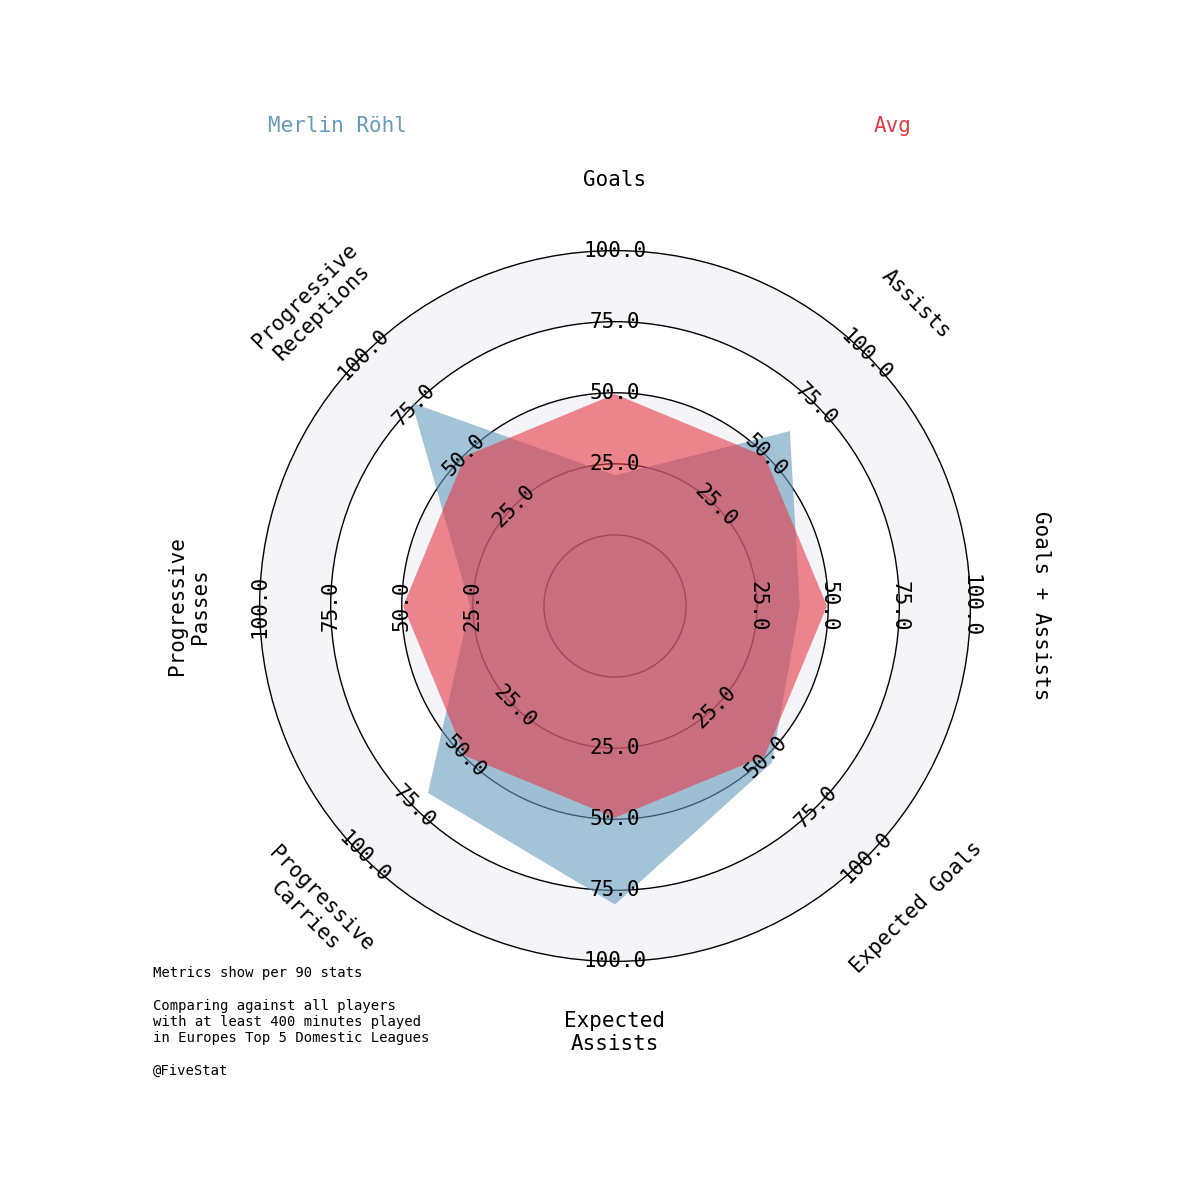 Merlin Röhl
Avg
Goals
Assists
Goals + Assists
Expected Goals
Expected
Assists
Progressive
Carries
Progressive
Passes
Progressive
Receptions
100.0
75.0
50.0
25.0
100.0
75.0
50.0
25.0
100.0
75.0
50.0
25.0
100.0
75.0
50.0
25.0
100.0
75.0
50.0
25.0
100.0
75.0
50.0
25.0
100.0
75.0
50.0
25.0
100.0
75.0
50.0
25.0
Metrics show per 90 stats
Comparing against all players
with at least 400 minutes played
in Europes Top 5 Domestic Leagues
@FiveStat